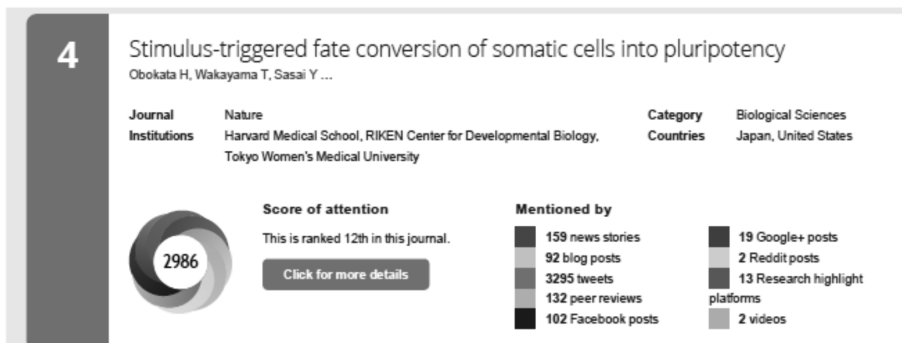 4
Stimulus-triggered fate conversion of somatic cells into pluripotency
Obokata H, Wakayama T, Sasai Y ...
Journal Nature
Institutions Harvard Medical School, RIKEN Center for Developmental Biology,
Tokyo Women's Medical University
Category Biological Sciences
Countries Japan, United States
2986
Score of attention
This is ranked 12th in this journal.
Click for more details
Mentioned by
159 news stories
92 blog posts
3295 tweets
132 peer reviews
102 Facebook posts
19 Google+ posts
2 Reddit posts
13 Research highlight
platforms
2 videos